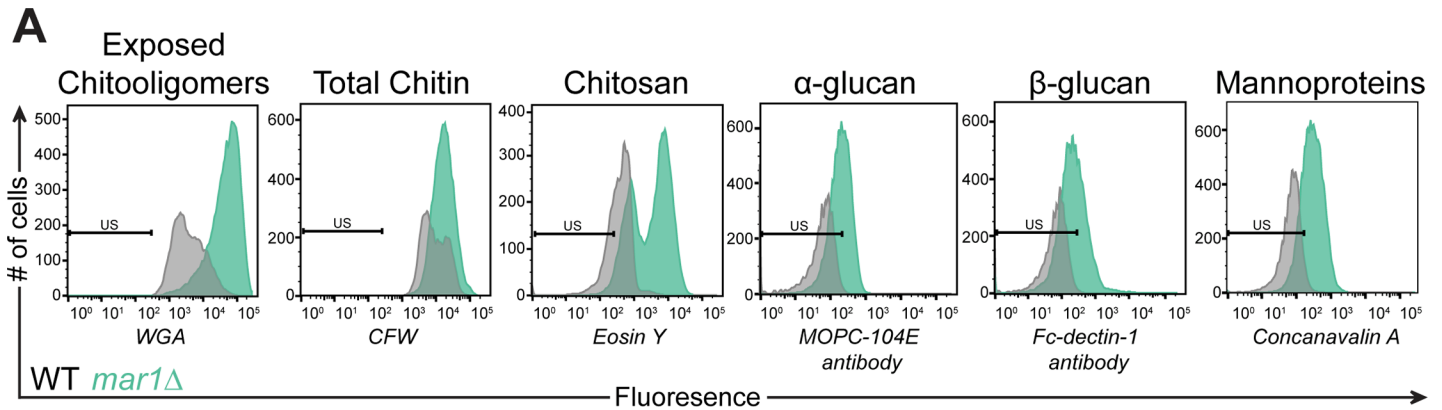 A
Exposed
Chitooligomers Total Chitin Chitosan α-glucan β-glucan Mannoproteins
500 400 300 200 100 0
US
10⁰ 10¹ 10² 10³ 10⁴ 10⁵
WGA
600 400 200 0
US
10⁰ 10¹ 10² 10³ 10⁴ 10⁵
CFW
400 300 200 100 0
US
10⁰ 10¹ 10² 10³ 10⁴ 10⁵
Eosin Y
600 400 200 0
US
10⁰ 10¹ 10² 10³ 10⁴ 10⁵
MOPC-104E
antibody
600 400 200 0
US
10⁰ 10¹ 10² 10³ 10⁴ 10⁵
Fc-dectin-1
antibody
600 400 200 0
US
10⁰ 10¹ 10² 10³ 10⁴ 10⁵
Concanavalin A
# of cells
WT mar1Δ
Fluoresence